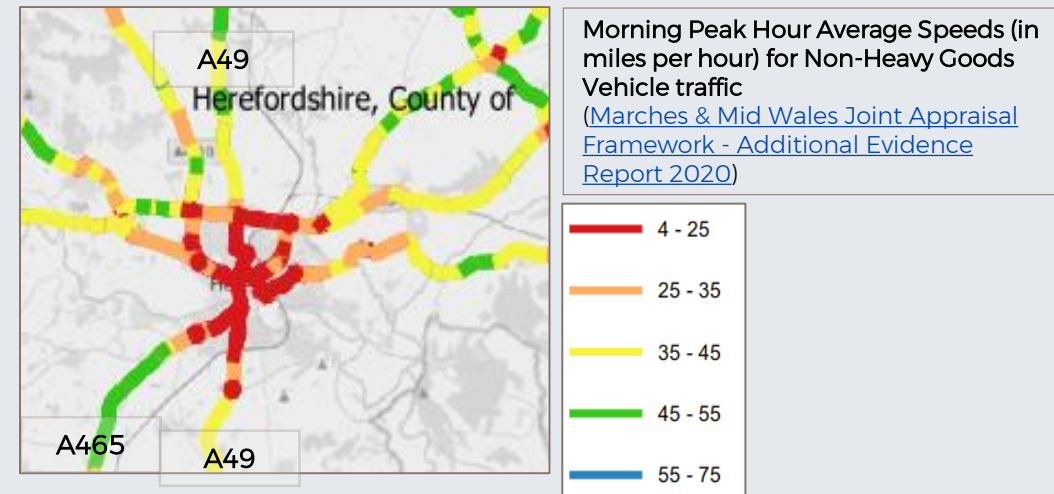 A49
Herefordshire, County of
A465
A49
Morning Peak Hour Average Speeds (in
miles per hour) for Non-Heavy Goods
Vehicle traffic
(Marches & Mid Wales Joint Appraisal
Framework - Additional Evidence
Report 2020)
4 - 25
25 - 35
35 - 45
45 - 55
55 - 75